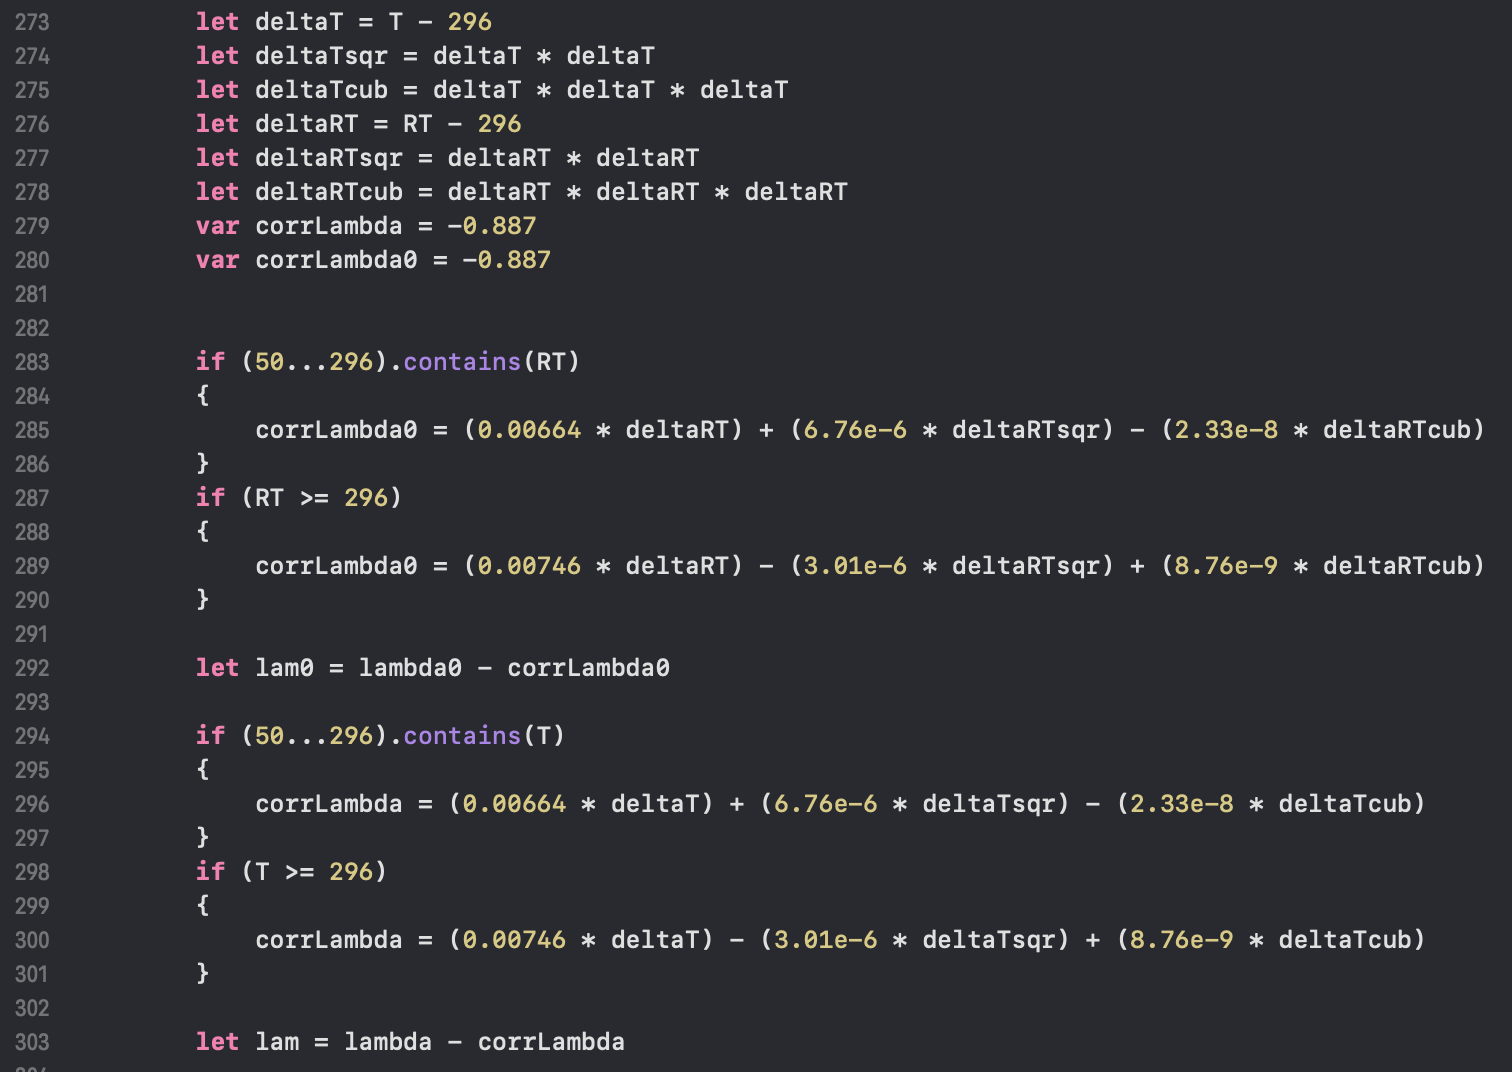 273 let deltaT = T - 296
274 let deltaTsqr = deltaT * deltaT
275 let deltaTcub = deltaT * deltaT * deltaT
276 let deltaRT = RT - 296
277 let deltaRTsqr = deltaRT * deltaRT
278 let deltaRTcub = deltaRT * deltaRT * deltaRT
279 var corrLambda = -0.887
280 var corrLambda0 = -0.887
281
282
283 if (50...296).contains(RT)
284 {
285 corrLambda0 = (0.00664 * deltaRT) + (6.76e-6 * deltaRTsqr) - (2.33e-8 * deltaRTcub)
286 }
287 if (RT >= 296)
288 {
289 corrLambda0 = (0.00746 * deltaRT) - (3.01e-6 * deltaRTsqr) + (8.76e-9 * deltaRTcub)
290 }
291
292 let lam0 = lambda0 - corrLambda0
293
294 if (50...296).contains(T)
295 {
296 corrLambda = (0.00664 * deltaT) + (6.76e-6 * deltaTsqr) - (2.33e-8 * deltaTcub)
297 }
298 if (T >= 296)
299 {
300 corrLambda = (0.00746 * deltaT) - (3.01e-6 * deltaTsqr) + (8.76e-9 * deltaTcub)
301 }
302
303 let lam = lambda - corrLambda